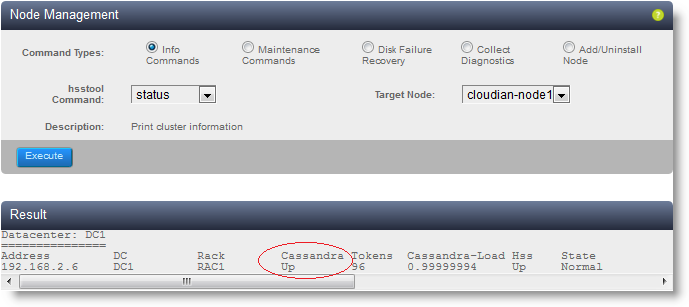 Node Management
?
Command Types: Info Commands Maintenance Commands Disk Failure Recovery Collect Diagnostics Add/Uninstall Node
hsstool Command: status Target Node: cloudian-node1
Description: Print cluster information
Execute
Result
Datacenter: DC1
===============
Address DC Rack Cassandra Tokens Cassandra-Load Hss State
192.168.2.6 DC1 RAC1 Up 96 0.99999994 Up Normal